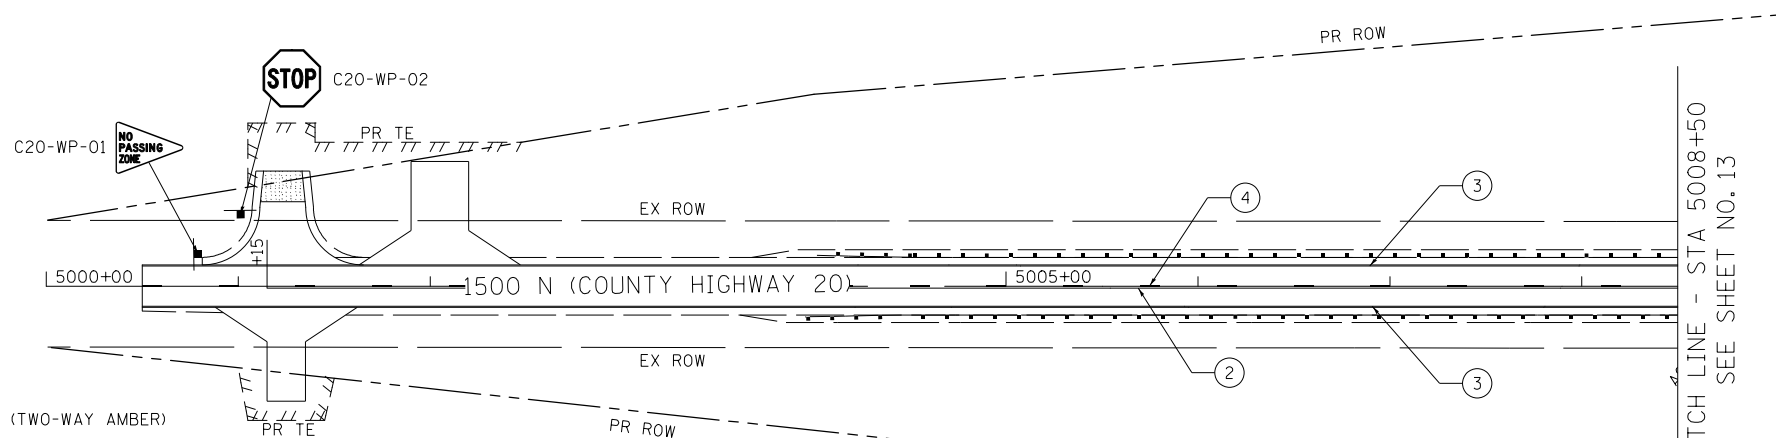 PR ROW
STOP
C20-WP-02
C20-WP-01
NO
PASSING
ZONE
PR TE
EX ROW
4
3
+15
5000+00
1500 N (COUNTY HIGHWAY 20)
5005+00
EX ROW
2
3
(TWO-WAY AMBER)
PR TE
PR ROW
TCH LINE - STA 5008+50
SEE SHEET NO. 13